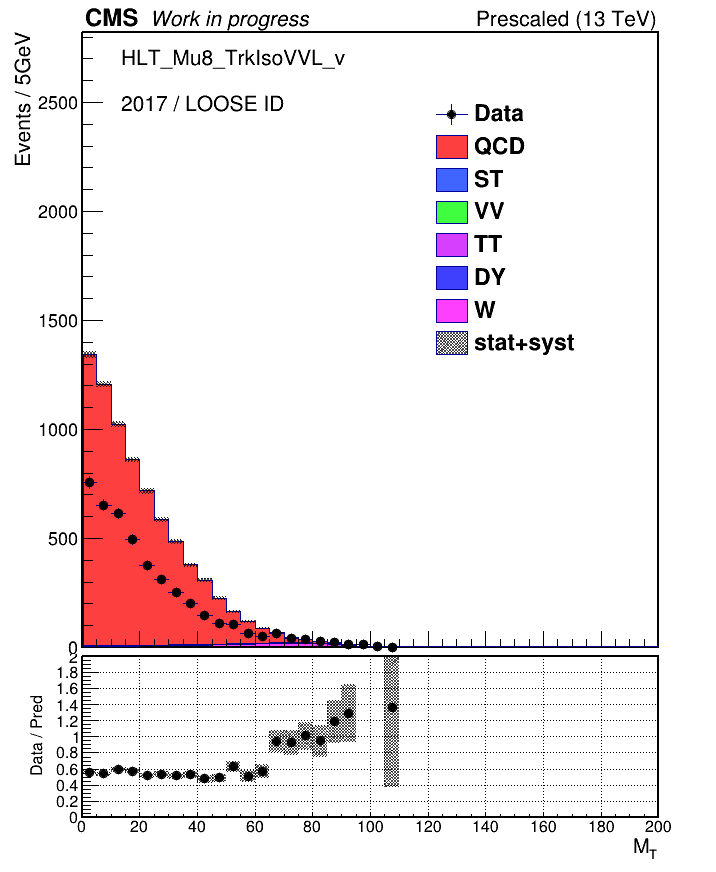 CMS Work in progress Prescaled (13 TeV)
Events / 5GeV
HLT_Mu8_TrkIsoVVL_v
2017 / LOOSE ID
2500
2000
1500
1000
500
0
Data
QCD
ST
VV
TT
DY
W
stat+syst
Data / Pred
2
1.8
1.6
1.4
1.2
1
0.8
0.6
0.4
0.2
0
0 20 40 60 80 100 120 140 160 180 200
M_T